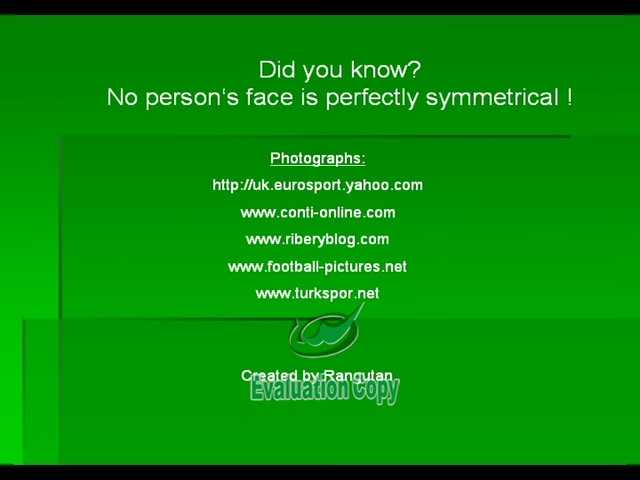 Did you know?
No person's face is perfectly symmetrical !
Photographs:
http://uk.eurosport.yahoo.com
www.conti-online.com
www.riberyblog.com
www.football-pictures.net
www.turkspor.net
Created by Rangutan
Evaluation Copy